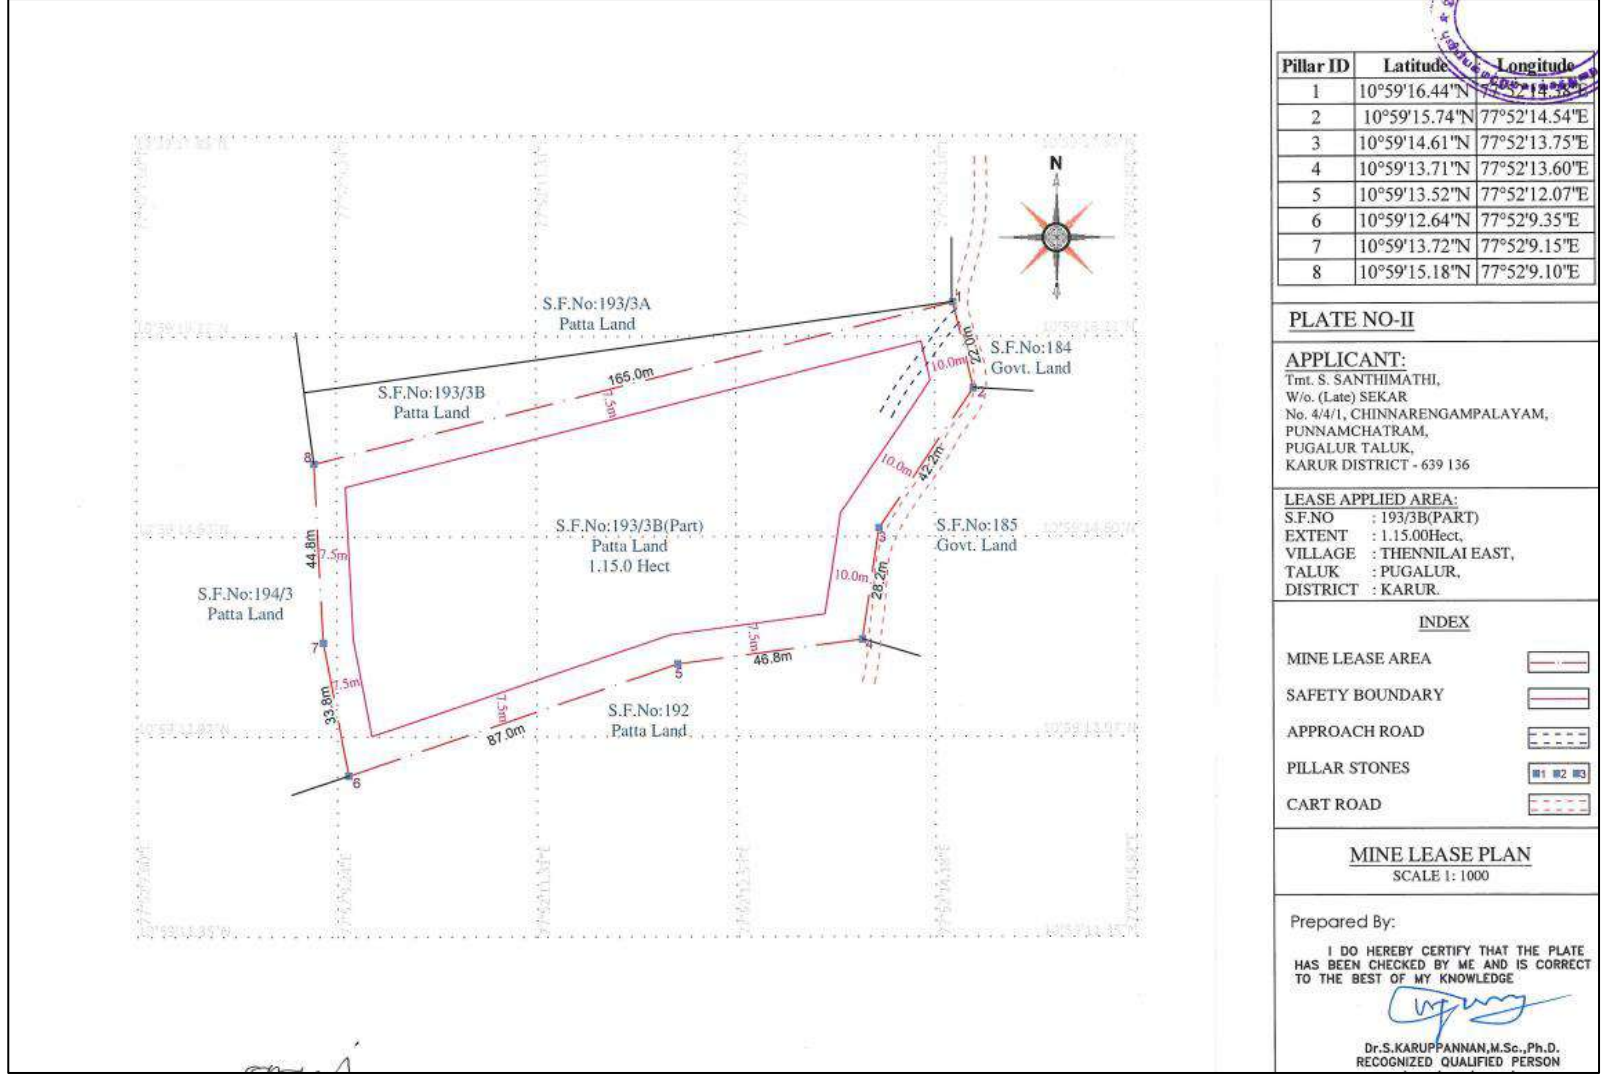 Pillar ID Latitude Longitude
1 10°59'16.44"N 77°52'14.38"E
2 10°59'15.74"N 77°52'14.54"E
3 10°59'14.61"N 77°52'13.75"E
4 10°59'13.71"N 77°52'13.60"E
5 10°59'13.52"N 77°52'12.07"E
6 10°59'12.64"N 77°52'9.35"E
7 10°59'13.72"N 77°52'9.15"E
8 10°59'15.18"N 77°52'9.10"E
PLATE NO-II
APPLICANT:
Tmt. S. SANTHIMATHI,
W/o. (Late) SEKAR
No. 4/4/1, CHINNARENGAMPALAYAM,
PUNNAMCHATRAM,
PUGALUR TALUK,
KARUR DISTRICT - 639 136
LEASE APPLIED AREA:
S.F.NO : 193/3B(PART)
EXTENT : 1.15.00Hect,
VILLAGE : THENNILAI EAST,
TALUK : PUGALUR,
DISTRICT : KARUR.
INDEX
MINE LEASE AREA
SAFETY BOUNDARY
APPROACH ROAD
PILLAR STONES 1 2 3
CART ROAD
MINE LEASE PLAN
SCALE 1: 1000
Prepared By:
I DO HEREBY CERTIFY THAT THE PLATE
HAS BEEN CHECKED BY ME AND IS CORRECT
TO THE BEST OF MY KNOWLEDGE
Dr.S.KARUPPANNAN,M.Sc.,Ph.D.
RECOGNIZED QUALIFIED PERSON
N
S.F.No:193/3A
Patta Land
1
22.0m
S.F.No:184
Govt. Land
10.0m
165.0m
7.5m
S.F.No:193/3B
Patta Land
2
8
10.0m
42.2m
S.F.No:193/3B(Part)
Patta Land
1.15.0 Hect
S.F.No:185
Govt. Land
3
44.8m
7.5m
10.0m
28.2m
S.F.No:194/3
Patta Land
7
4
7.5m
46.8m
5
7.5m
33.8m
7.5m
87.0m
S.F.No:192
Patta Land
6